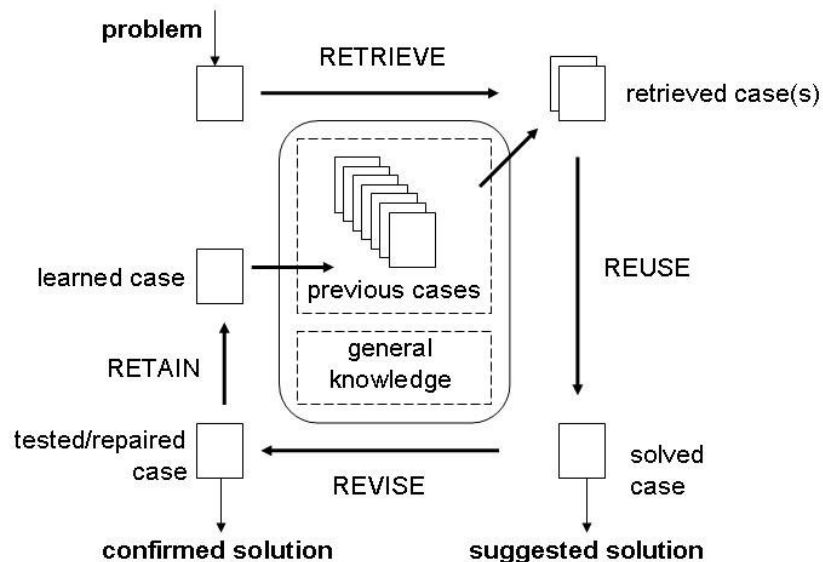 problem
RETRIEVE
retrieved case(s)
learned case
previous cases
REUSE
general
knowledge
RETAIN
tested/repaired
case
REVISE
solved
case
confirmed solution
suggested solution